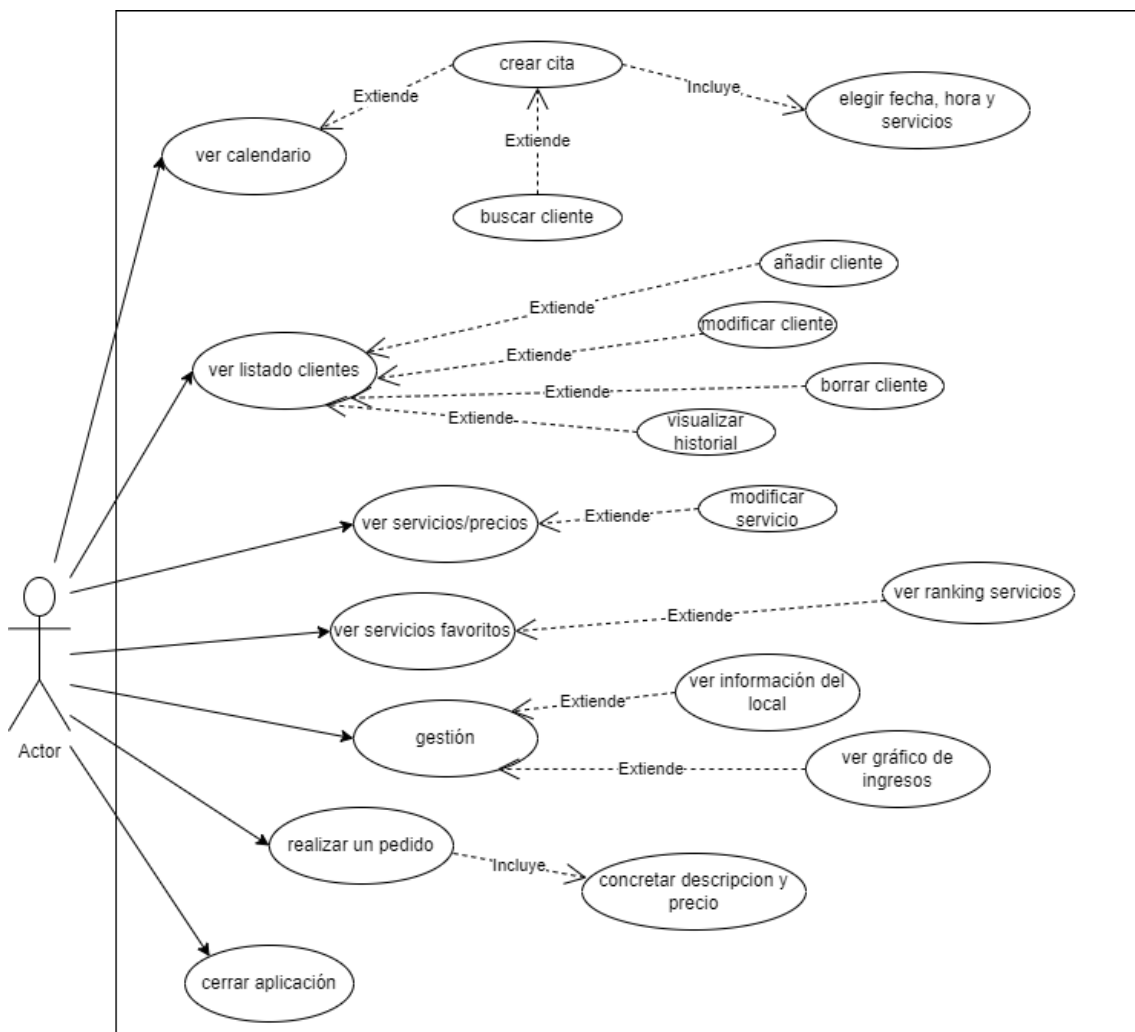 crear cita
Extiende
Incluye
elegir fecha, hora y
servicios
ver calendario
Extiende
buscar cliente
añadir cliente
Extiende
modificar cliente
Extiende
ver listado clientes
borrar cliente
Extiende
visualizar
historial
Extiende
modificar
servicio
Extiende
ver servicios/precios
ver ranking servicios
Extiende
ver servicios favoritos
ver información del
local
Extiende
gestión
Actor
ver gráfico de
ingresos
Extiende
realizar un pedido
Incluye
concretar descripcion y
precio
cerrar aplicación